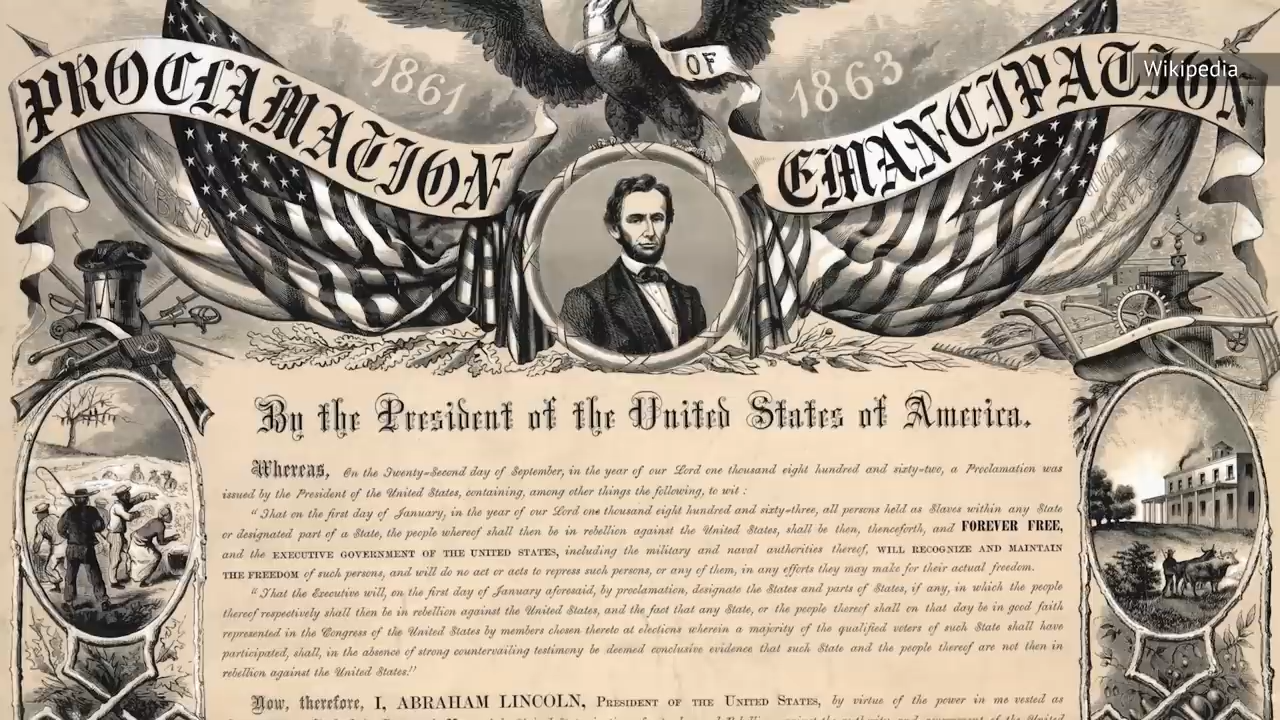 Wikipedia
PROCLAMATION OF EMANCIPATION
1861 1863
By the President of the United States of America.
Whereas, On the Twenty=Second day of September, in the year of our Lord one thousand eight hundred and sixty=two, a Proclamation was
issued by the President of the United States, containing, among other things the following, to wit :
" That on the first day of January, in the year of our Lord one thousand eight hundred and sixty=three, all persons held as Slaves within any State
or designated part of a State, the people whereof shall then be in rebellion against the United States, shall be then, thenceforth, and FOREVER FREE,
and the EXECUTIVE GOVERNMENT OF THE UNITED STATES, including the military and naval authorities thereof, WILL RECOGNIZE AND MAINTAIN
THE FREEDOM of such persons, and will do no act or acts to repress such persons, or any of them, in any efforts they may make for their actual freedom.
" That the Executive will, on the first day of January aforesaid, by proclamation, designate the States and parts of States, if any, in which the people
thereof respectively shall then be in rebellion against the United States, and the fact that any State, or the people thereof shall on that day be in good faith
represented in the Congress of the United States by members chosen thereto at elections wherein a majority of the qualified voters of such State shall have
participated, shall, in the absence of strong countervailing testimony be deemed conclusive evidence that such State and the people thereof are not then in
rebellion against the United States."
Now, therefore, I, ABRAHAM LINCOLN, PRESIDENT OF THE UNITED STATES, by virtue of the power in me vested as